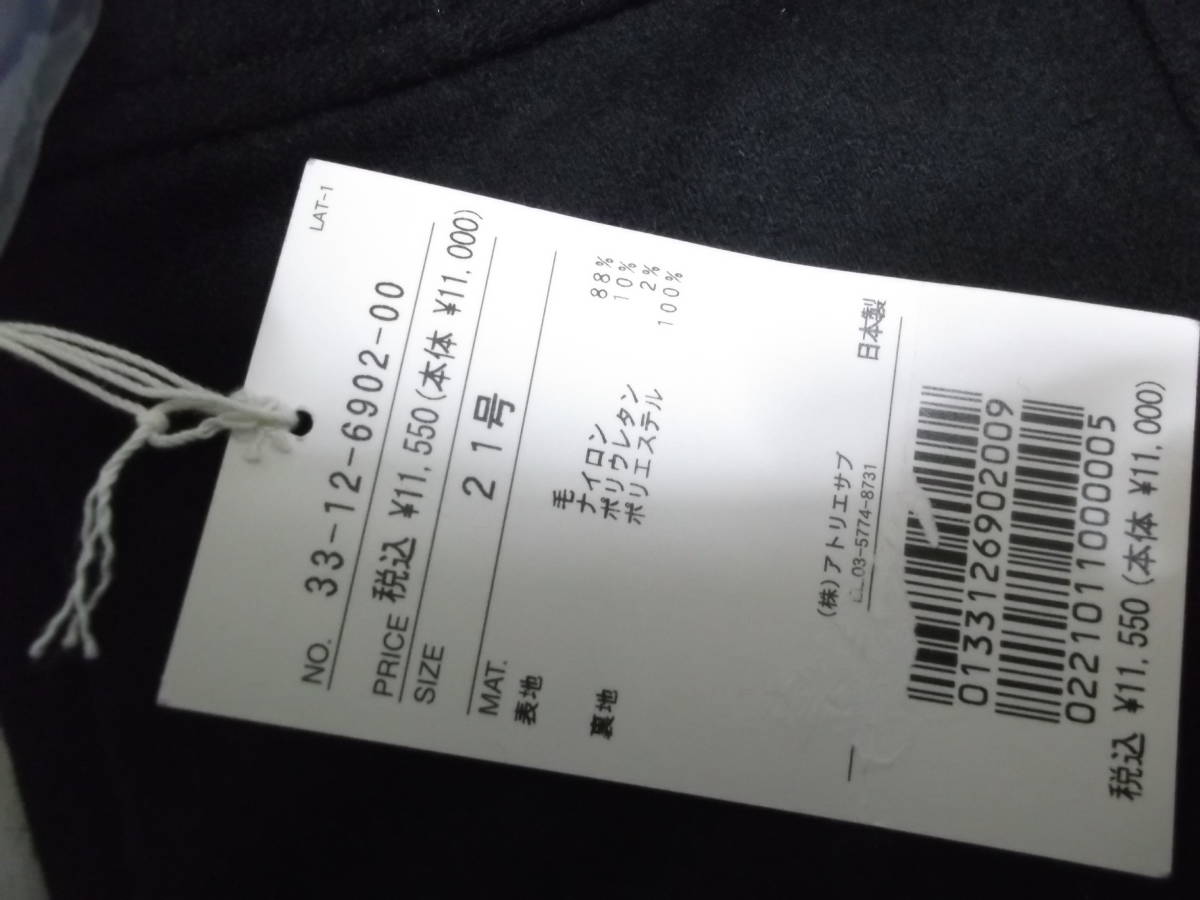 LAT-1
NO. 33-12-6902-00
PRICE 税込 ¥11,550(本体 ¥11,000)
SIZE 21号
MAT.
表地 毛 88%
ナイロン 10%
ポリウレタン 2%
裏地 ポリエステル 100%
日本製
(株)アトリエサブ
03-5774-8731
0133126902009
0221011000005
税込 ¥11,550(本体 ¥11,000)